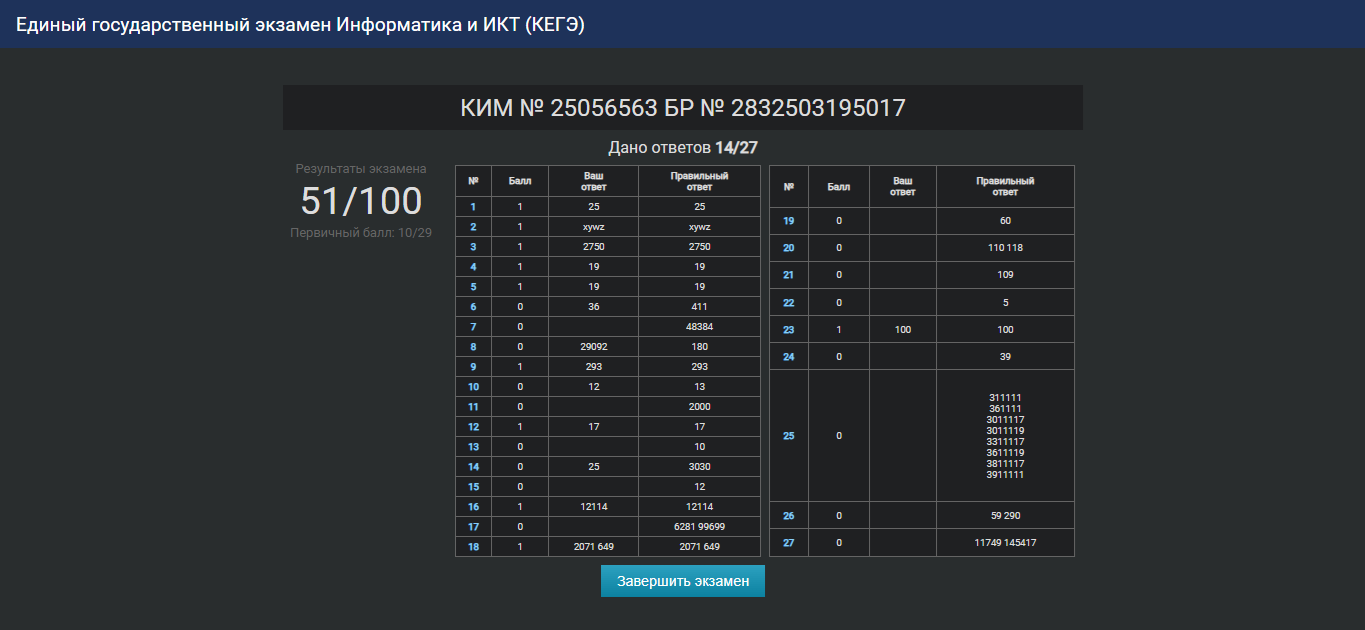 Единый государственный экзамен Информатика и ИКТ (КЕГЭ)
КИМ № 25056563 БР № 2832503195017
Дано ответов 14/27
Результаты экзамена
51/100
Первичный балл: 10/29
№ Балл Ваш ответ Правильный ответ
1 1 25 25
2 1 xywz xywz
3 1 2750 2750
4 1 19 19
5 1 19 19
6 0 36 411
7 0 48384
8 0 29092 180
9 1 293 293
10 0 12 13
11 0 2000
12 1 17 17
13 0 10
14 0 25 3030
15 0 12
16 1 12114 12114
17 0 6281 99699
18 1 2071 649 2071 649
№ Балл Ваш ответ Правильный ответ
19 0 60
20 0 110 118
21 0 109
22 0 5
23 1 100 100
24 0 39
25 0 311111
361111
3011117
3011119
3311117
3611119
3811117
3911111
26 0 59 290
27 0 11749 145417
Завершить экзамен